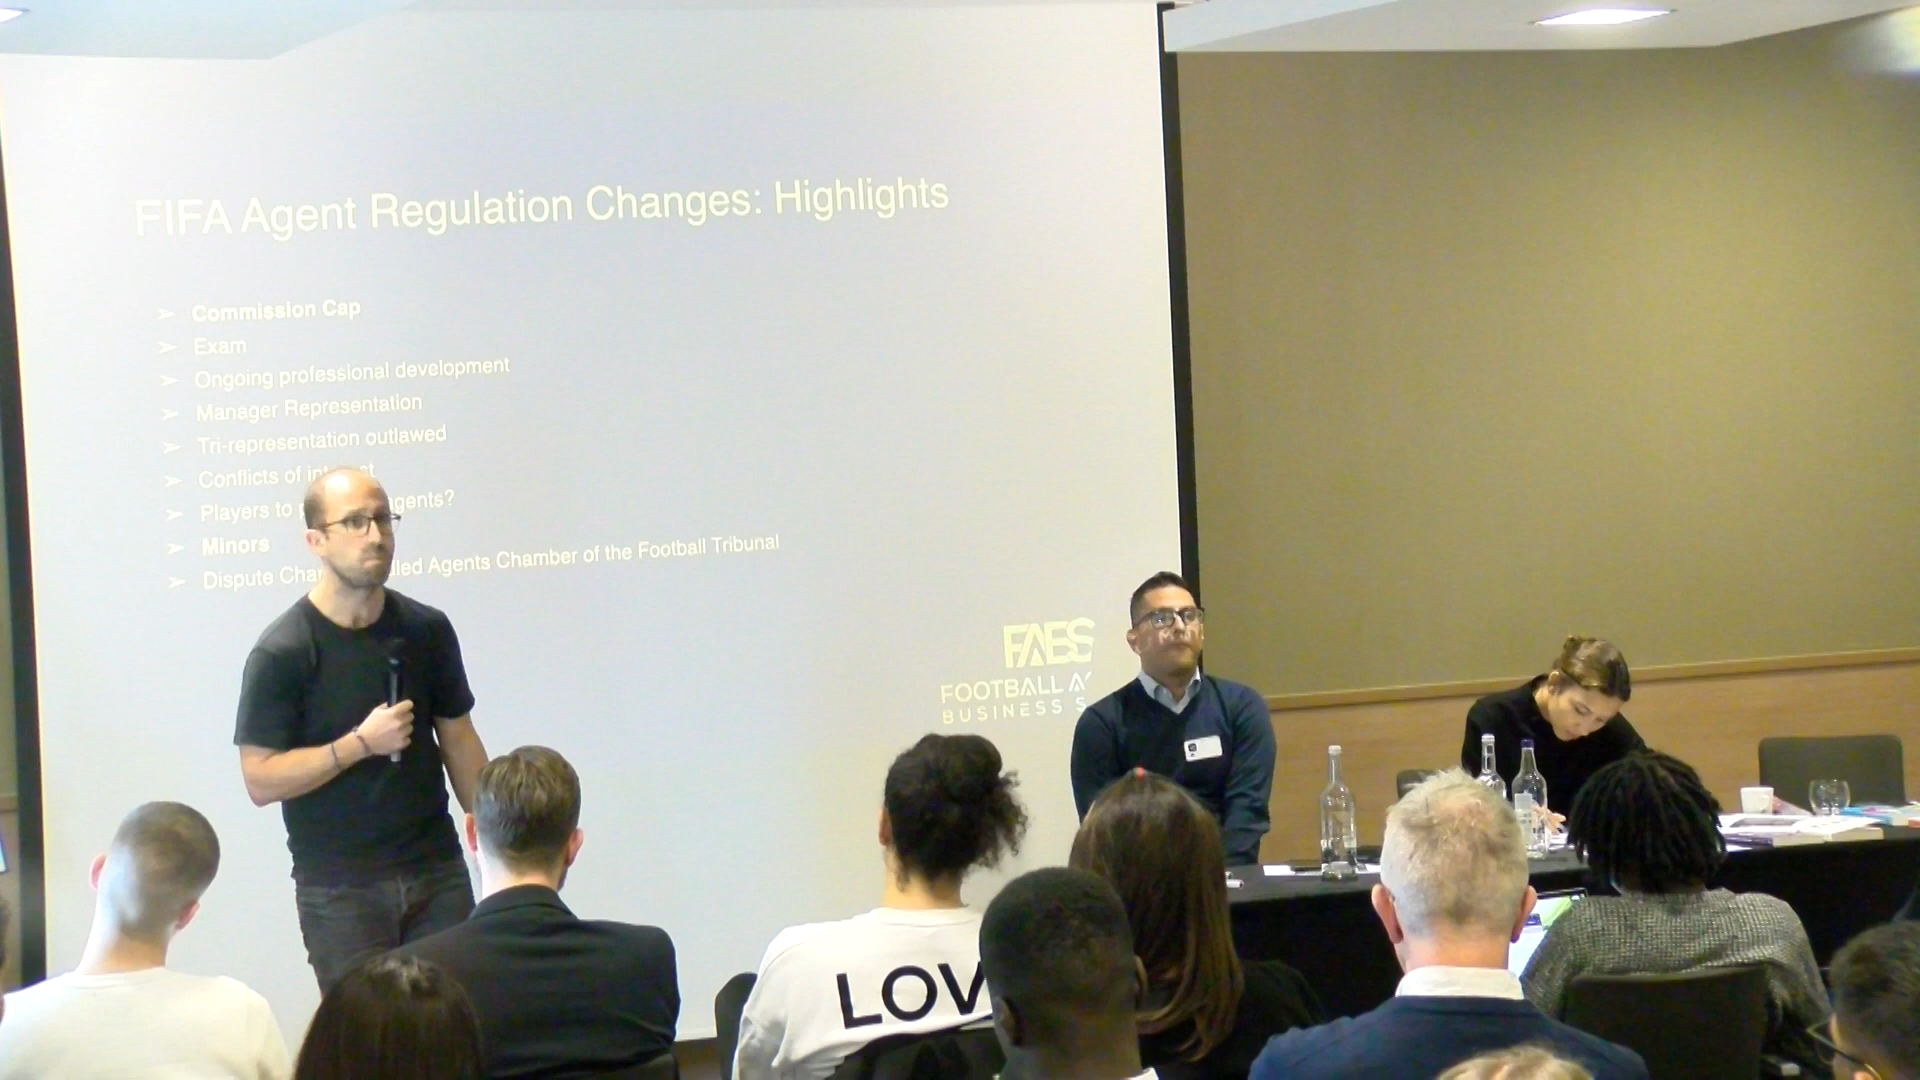 FIFA Agent Regulation Changes: Highlights
➢ Commission Cap
➢ Exam
➢ Ongoing professional development
➢ Manager Representation
➢ Tri-representation outlawed
➢ Conflicts of
➢ Players to agents?
➢ Minors
➢ Dispute Agents Chamber of the Football Tribunal
FAES
FOOTBALL
BUSINESS S
LOV